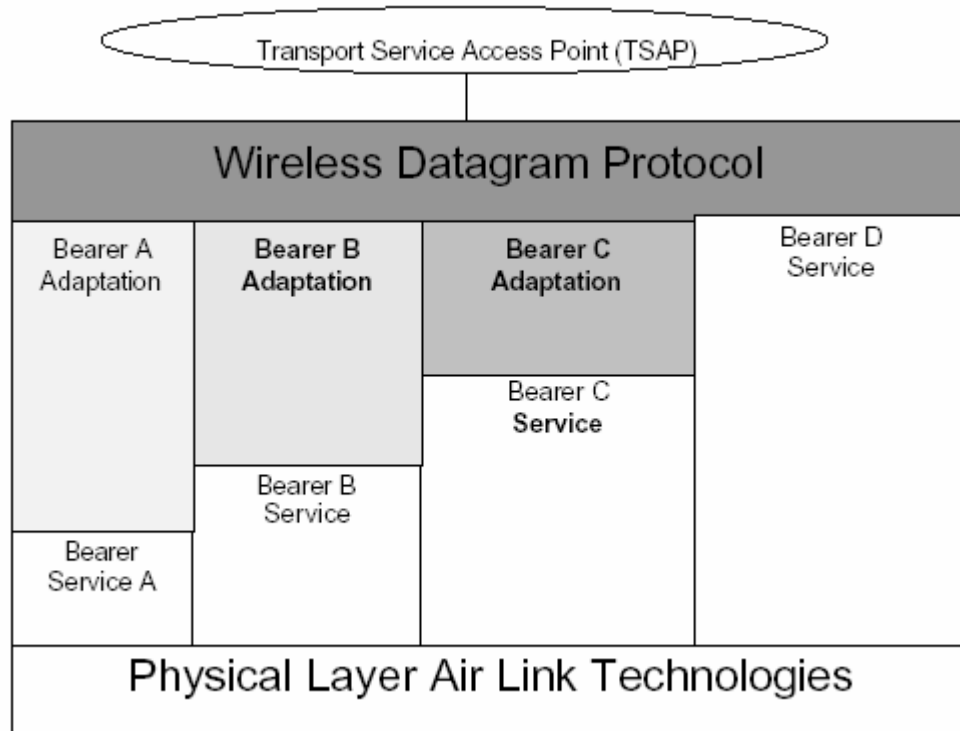 Transport Service Access Point (TSAP)
Wireless Datagram Protocol
Bearer A
Adaptation
Bearer B
Adaptation
Bearer C
Adaptation
Bearer D
Service
Bearer C
Service
Bearer B
Service
Bearer
Service A
Physical Layer Air Link Technologies